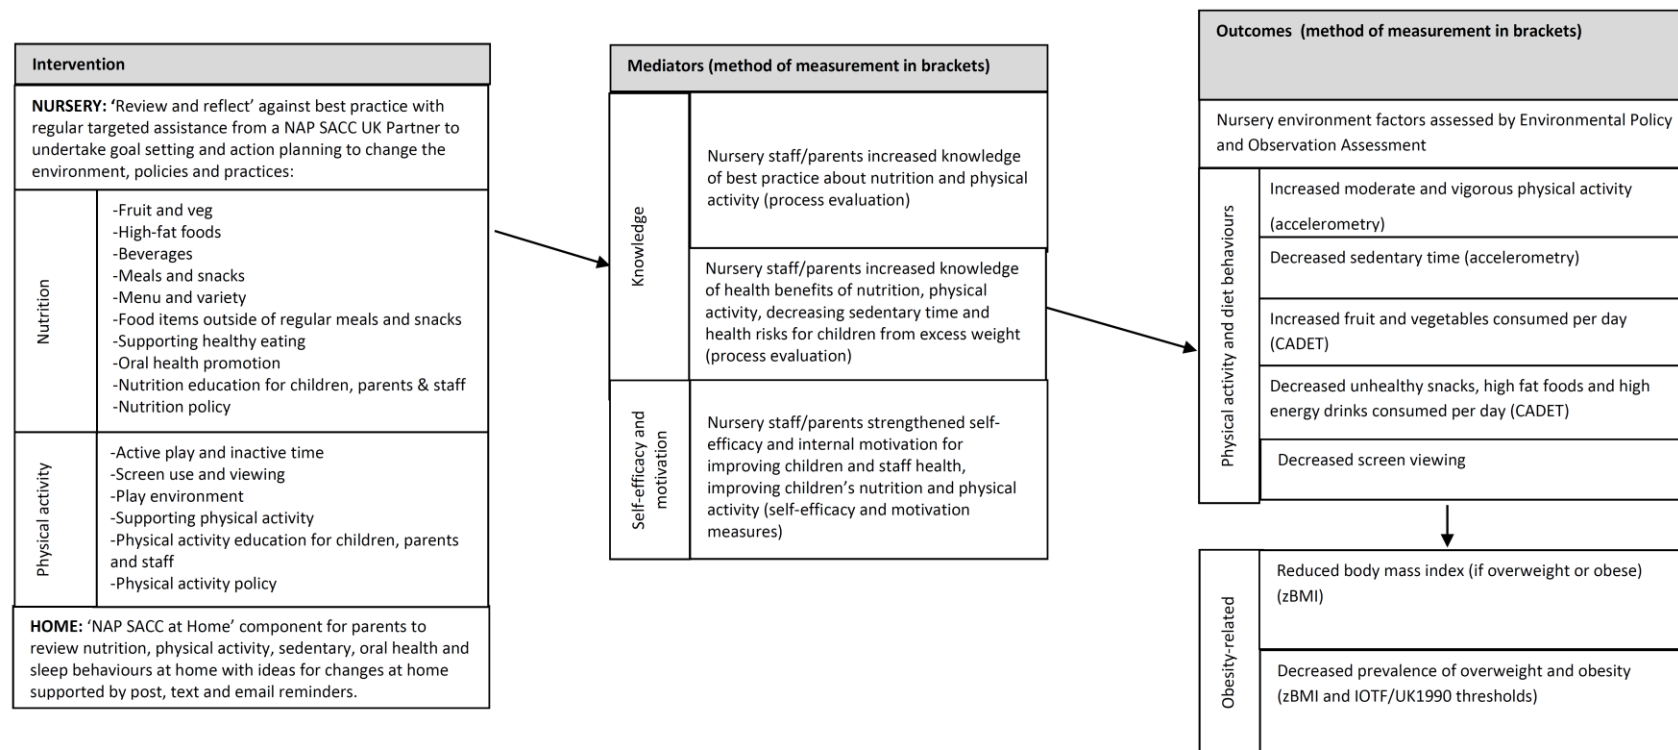 Intervention
NURSERY: ‘Review and reflect’ against best practice with
regular targeted assistance from a NAP SACC UK Partner to
undertake goal setting and action planning to change the
environment, policies and practices:
Nutrition
-Fruit and veg
-High-fat foods
-Beverages
-Meals and snacks
-Menu and variety
-Food items outside of regular meals and snacks
-Supporting healthy eating
-Oral health promotion
-Nutrition education for children, parents & staff
-Nutrition policy
Physical activity
-Active play and inactive time
-Screen use and viewing
-Play environment
-Supporting physical activity
-Physical activity education for children, parents
and staff
-Physical activity policy
HOME: ‘NAP SACC at Home’ component for parents to
review nutrition, physical activity, sedentary, oral health and
sleep behaviours at home with ideas for changes at home
supported by post, text and email reminders.
Mediators (method of measurement in brackets)
Knowledge
Nursery staff/parents increased knowledge
of best practice about nutrition and physical
activity (process evaluation)
Nursery staff/parents increased knowledge
of health benefits of nutrition, physical
activity, decreasing sedentary time and
health risks for children from excess weight
(process evaluation)
Self-efficacy and
motivation
Nursery staff/parents strengthened self-
efficacy and internal motivation for
improving children and staff health,
improving children’s nutrition and physical
activity (self-efficacy and motivation
measures)
Outcomes (method of measurement in brackets)
Nursery environment factors assessed by Environmental Policy
and Observation Assessment
Physical activity and diet behaviours
Increased moderate and vigorous physical activity
(accelerometry)
Decreased sedentary time (accelerometry)
Increased fruit and vegetables consumed per day
(CADET)
Decreased unhealthy snacks, high fat foods and high
energy drinks consumed per day (CADET)
Decreased screen viewing
Obesity-related
Reduced body mass index (if overweight or obese)
(zBMI)
Decreased prevalence of overweight and obesity
(zBMI and IOTF/UK1990 thresholds)